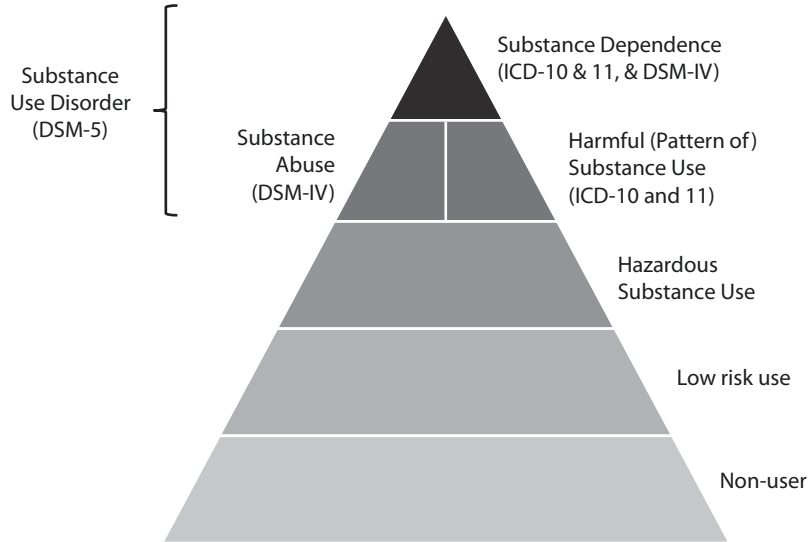 Substance Dependence
(ICD-10 & 11, & DSM-IV)
Substance
Use Disorder
(DSM-5)
Substance
Abuse
(DSM-IV)
Harmful (Pattern of)
Substance Use
(ICD-10 and 11)
Hazardous
Substance Use
Low risk use
Non-user